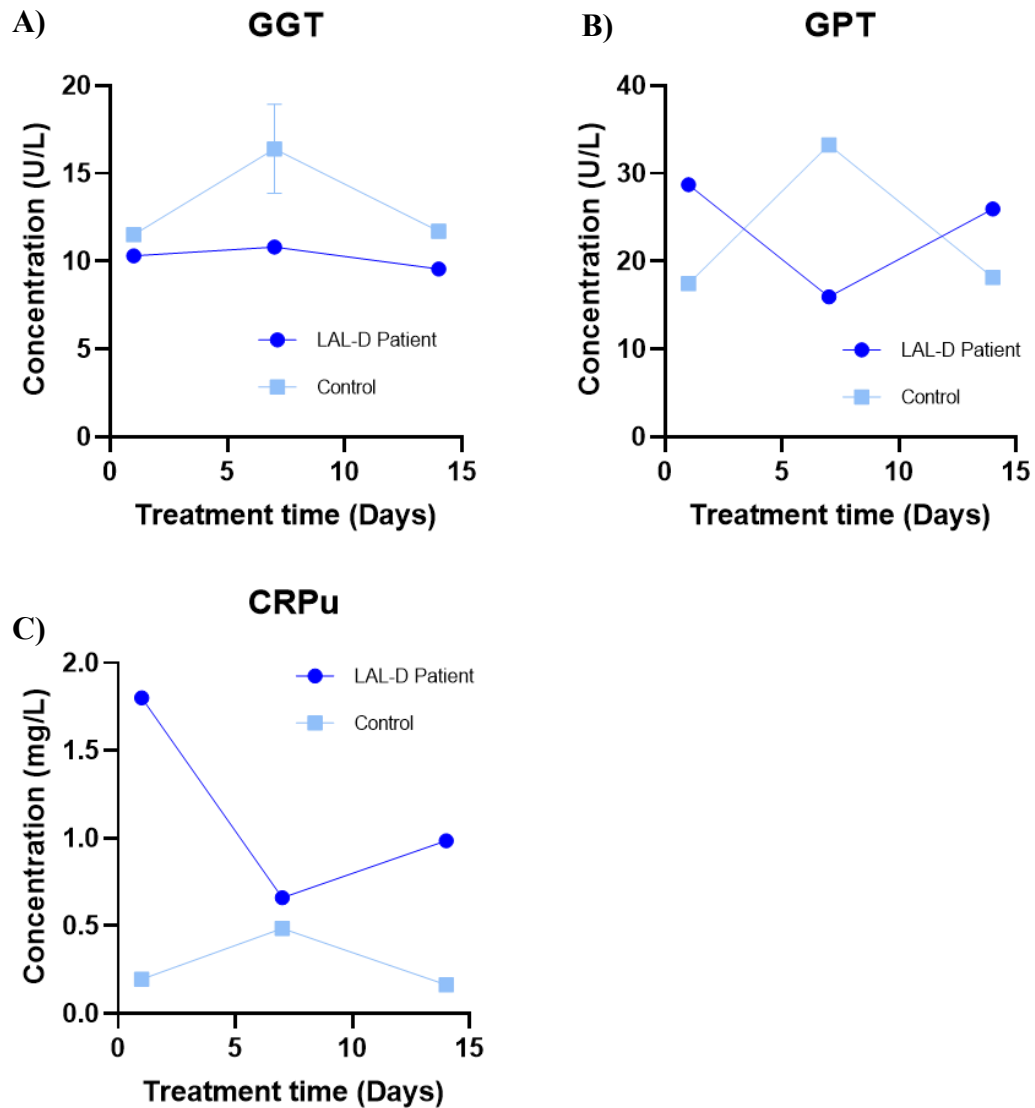 A)
GGT
20
15
10
5
0
Concentration (U/L)
LAL-D Patient
Control
0 5 10 15
Treatment time (Days)
B)
GPT
40
30
20
10
0
Concentration (U/L)
LAL-D Patient
Control
0 5 10 15
Treatment time (Days)
C)
CRPu
2.0
1.5
1.0
0.5
0.0
Concentration (mg/L)
LAL-D Patient
Control
0 5 10 15
Treatment time (Days)